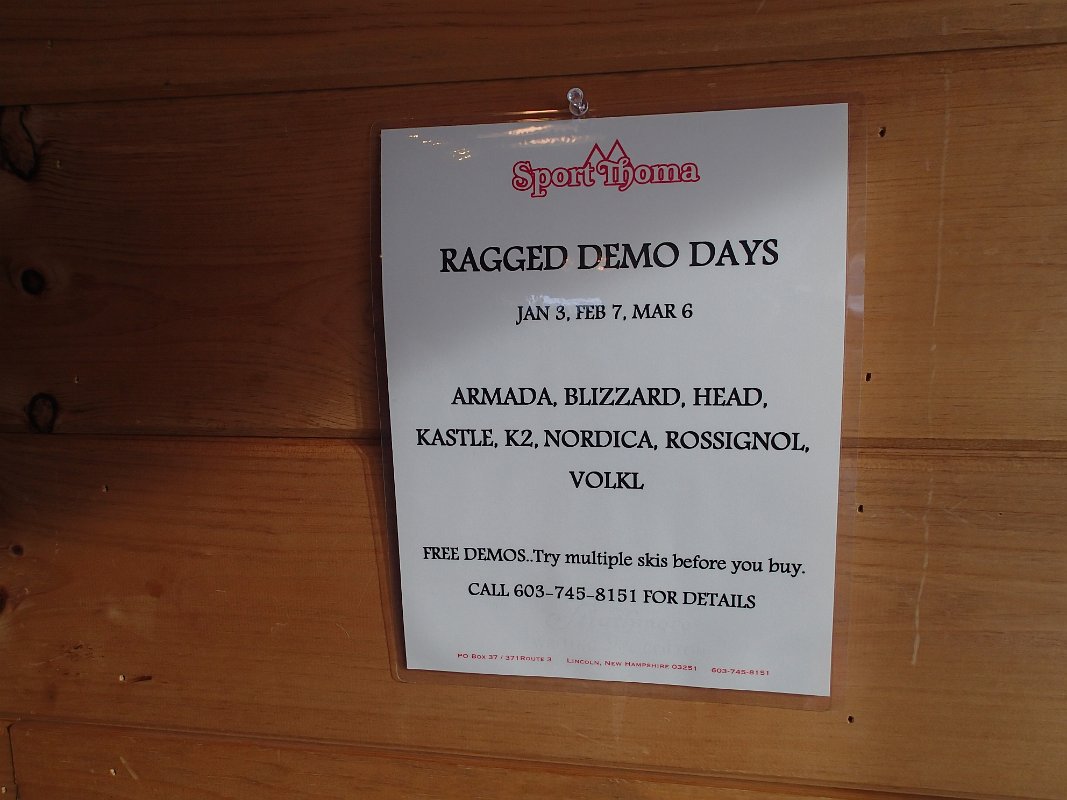 Sport Thoma
RAGGED DEMO DAYS
JAN 3, FEB 7, MAR 6
ARMADA, BLIZZARD, HEAD,
KASTLE, K2, NORDICA, ROSSIGNOL,
VOLKL
FREE DEMOS..Try multiple skis before you buy.
CALL 603-745-8151 FOR DETAILS
PO Box 37 / 371 Route 3 Lincoln, New Hampshire 03251 603-745-8151